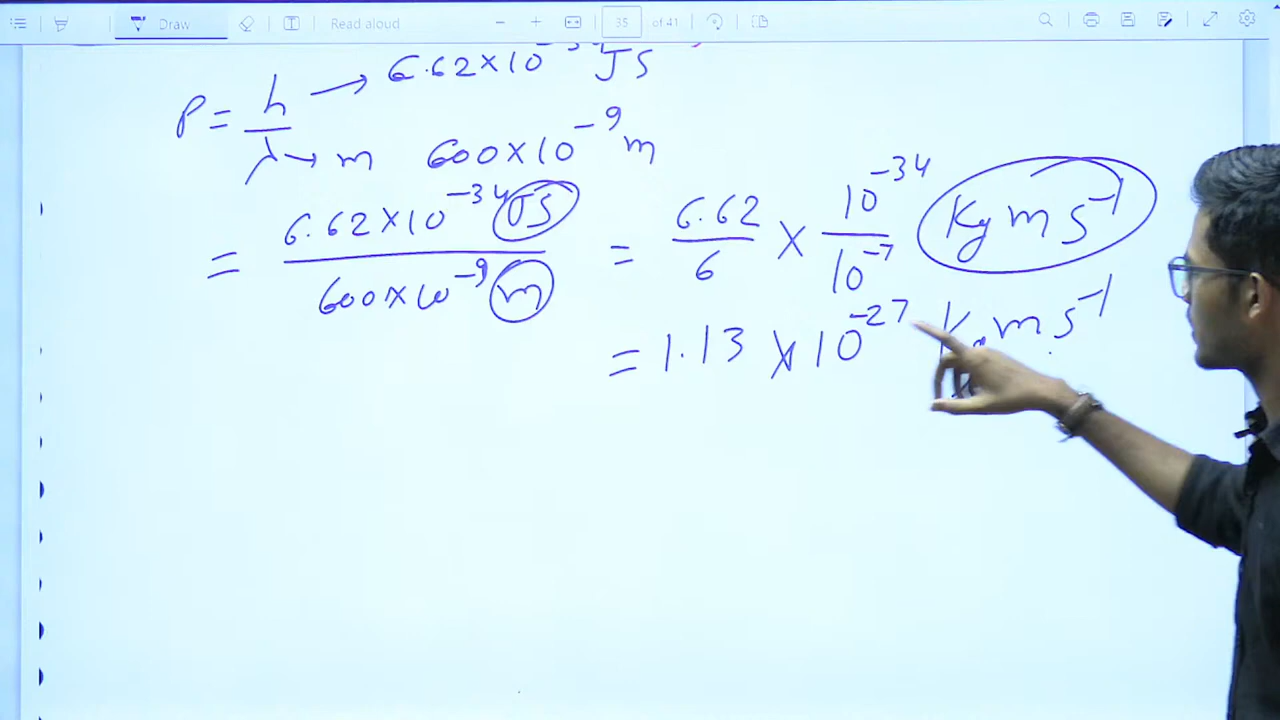 Draw
Read aloud
35 of 41
P = h/λ → 6.62×10 JS
→ m 600×10⁻⁹ m
= 6.62×10⁻³⁴ JS / 600×10⁻⁹ m = 6.62/6 × 10⁻³⁴/10⁻⁷ Kg m s⁻¹
= 1.13 × 10⁻²⁷ Kg m s⁻¹